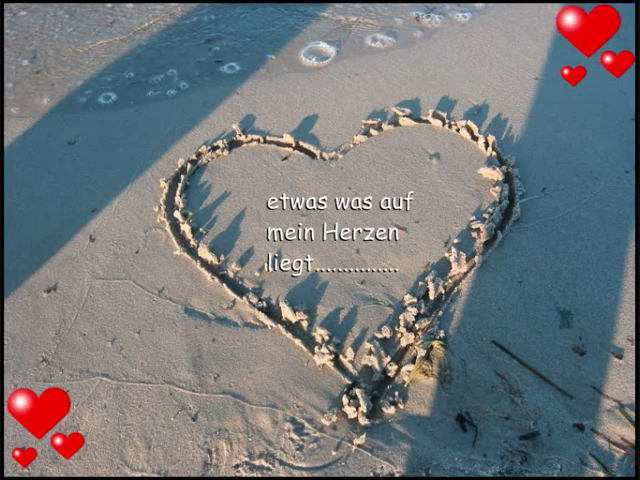 etwas was auf
mein Herzen
liegt...............